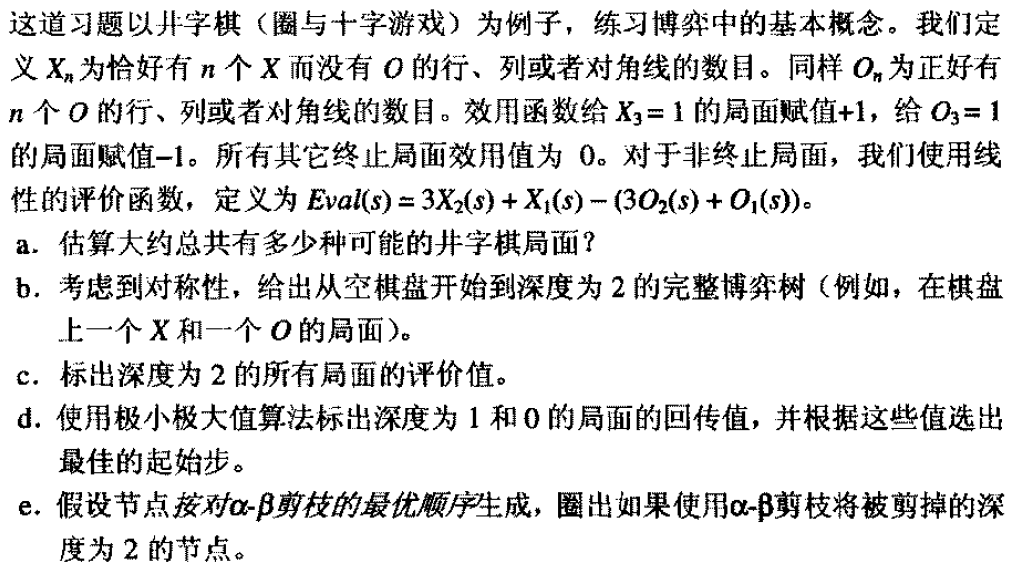 这道习题以井字棋（圈与十字游戏）为例子，练习博弈中的基本概念。我们定
义 Xₙ为恰好有 n 个 X 而没有 O 的行、列或者对角线的数目。同样 Oₙ为正好有
n 个 O 的行、列或者对角线的数目。效用函数给 X₃ = 1 的局面赋值+1，给 O₃ = 1
的局面赋值–1。所有其它终止局面效用值为 0。对于非终止局面，我们使用线
性的评价函数，定义为 Eval(s) = 3X₂(s) + X₁(s) – (3O₂(s) + O₁(s))。
a．估算大约总共有多少种可能的井字棋局面？
b．考虑到对称性，给出从空棋盘开始到深度为 2 的完整博弈树（例如，在棋盘
上一个 X 和一个 O 的局面）。
c．标出深度为 2 的所有局面的评价值。
d．使用极小极大值算法标出深度为 1 和 0 的局面的回传值，并根据这些值选出
最佳的起始步。
e．假设节点按对α-β剪枝的最优顺序生成，圈出如果使用α-β剪枝将被剪掉的深
度为 2 的节点。